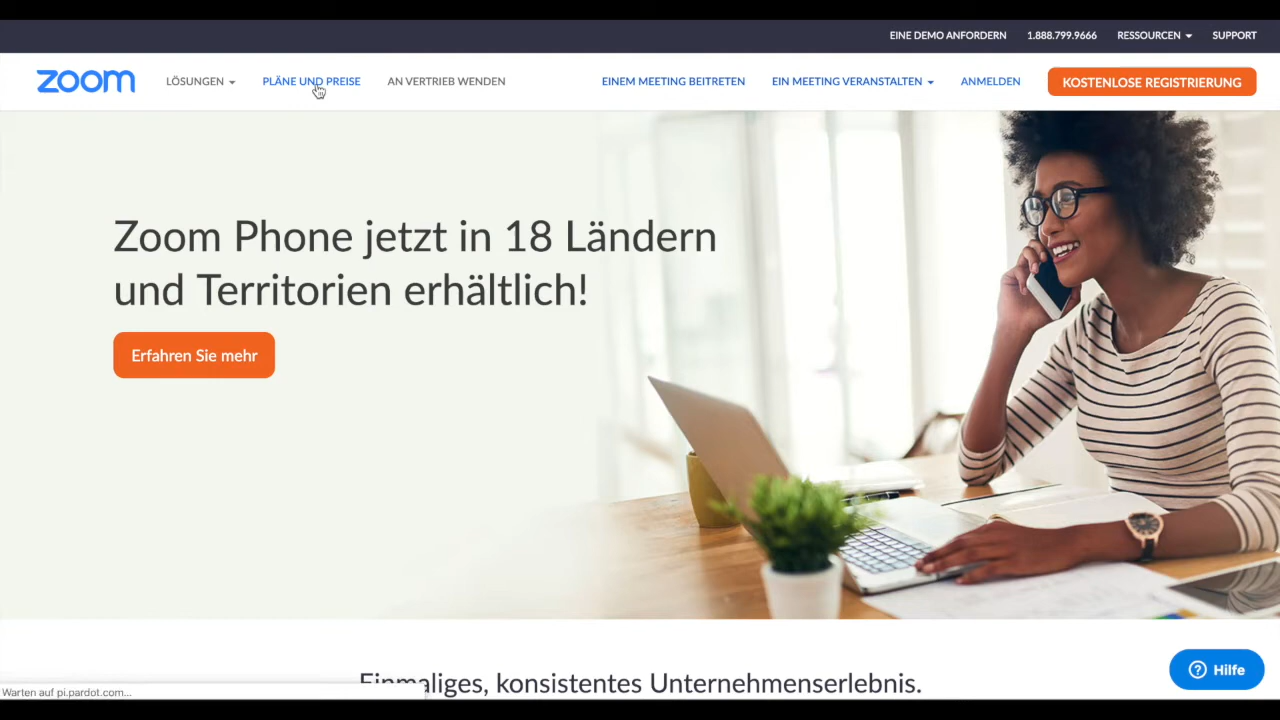 EINE DEMO ANFORDERN 1.888.799.9666 RESSOURCEN SUPPORT
zoom LÖSUNGEN PLÄNE UND PREISE AN VERTRIEB WENDEN EINEM MEETING BEITRETEN EIN MEETING VERANSTALTEN ANMELDEN KOSTENLOSE REGISTRIERUNG
Zoom Phone jetzt in 18 Ländern
und Territorien erhältlich!
Erfahren Sie mehr
Hilfe
Einmaliges, konsistentes Unternehmenserlebnis.
Warten auf pi.pardot.com...